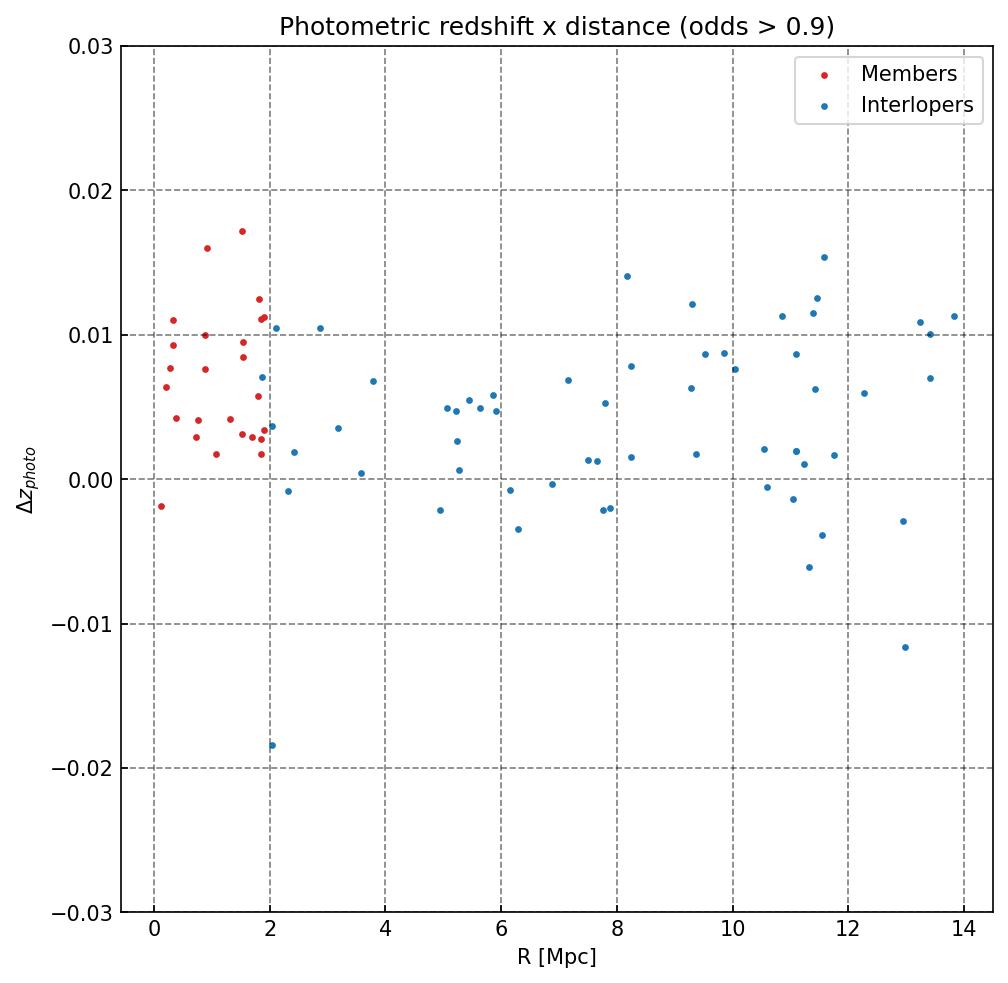 Photometric redshift x distance (odds > 0.9)
Members
Interlopers
0.03
0.02
0.01
0.00
−0.01
−0.02
−0.03
Δz_photo
0 2 4 6 8 10 12 14
R [Mpc]